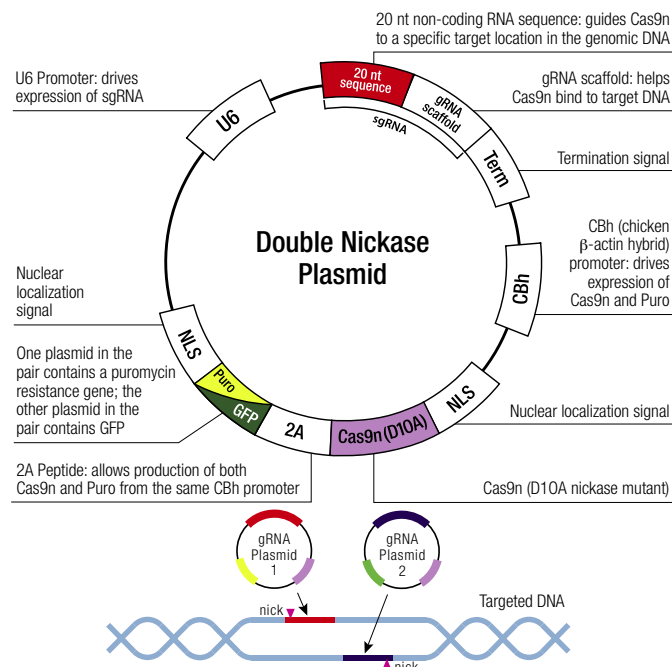 20 nt non-coding RNA sequence: guides Cas9n
to a specific target location in the genomic DNA
U6 Promoter: drives
expression of sgRNA
gRNA scaffold: helps
Cas9n bind to target DNA
20 nt
sequence
gRNA
scaffold
sgRNA
U6
Term
Termination signal
Double Nickase
Plasmid
CBh (chicken
β-actin hybrid)
promoter: drives
expression of
Cas9n and Puro
CBh
Nuclear
localization
signal
NLS
One plasmid in the
pair contains a puromycin
resistance gene; the
other plasmid in the
pair contains GFP
Puro
GFP
2A
Cas9n (D10A)
NLS
Nuclear localization signal
2A Peptide: allows production of both
Cas9n and Puro from the same CBh promoter
Cas9n (D10A nickase mutant)
gRNA
Plasmid
1
gRNA
Plasmid
2
nick
Targeted DNA
nick